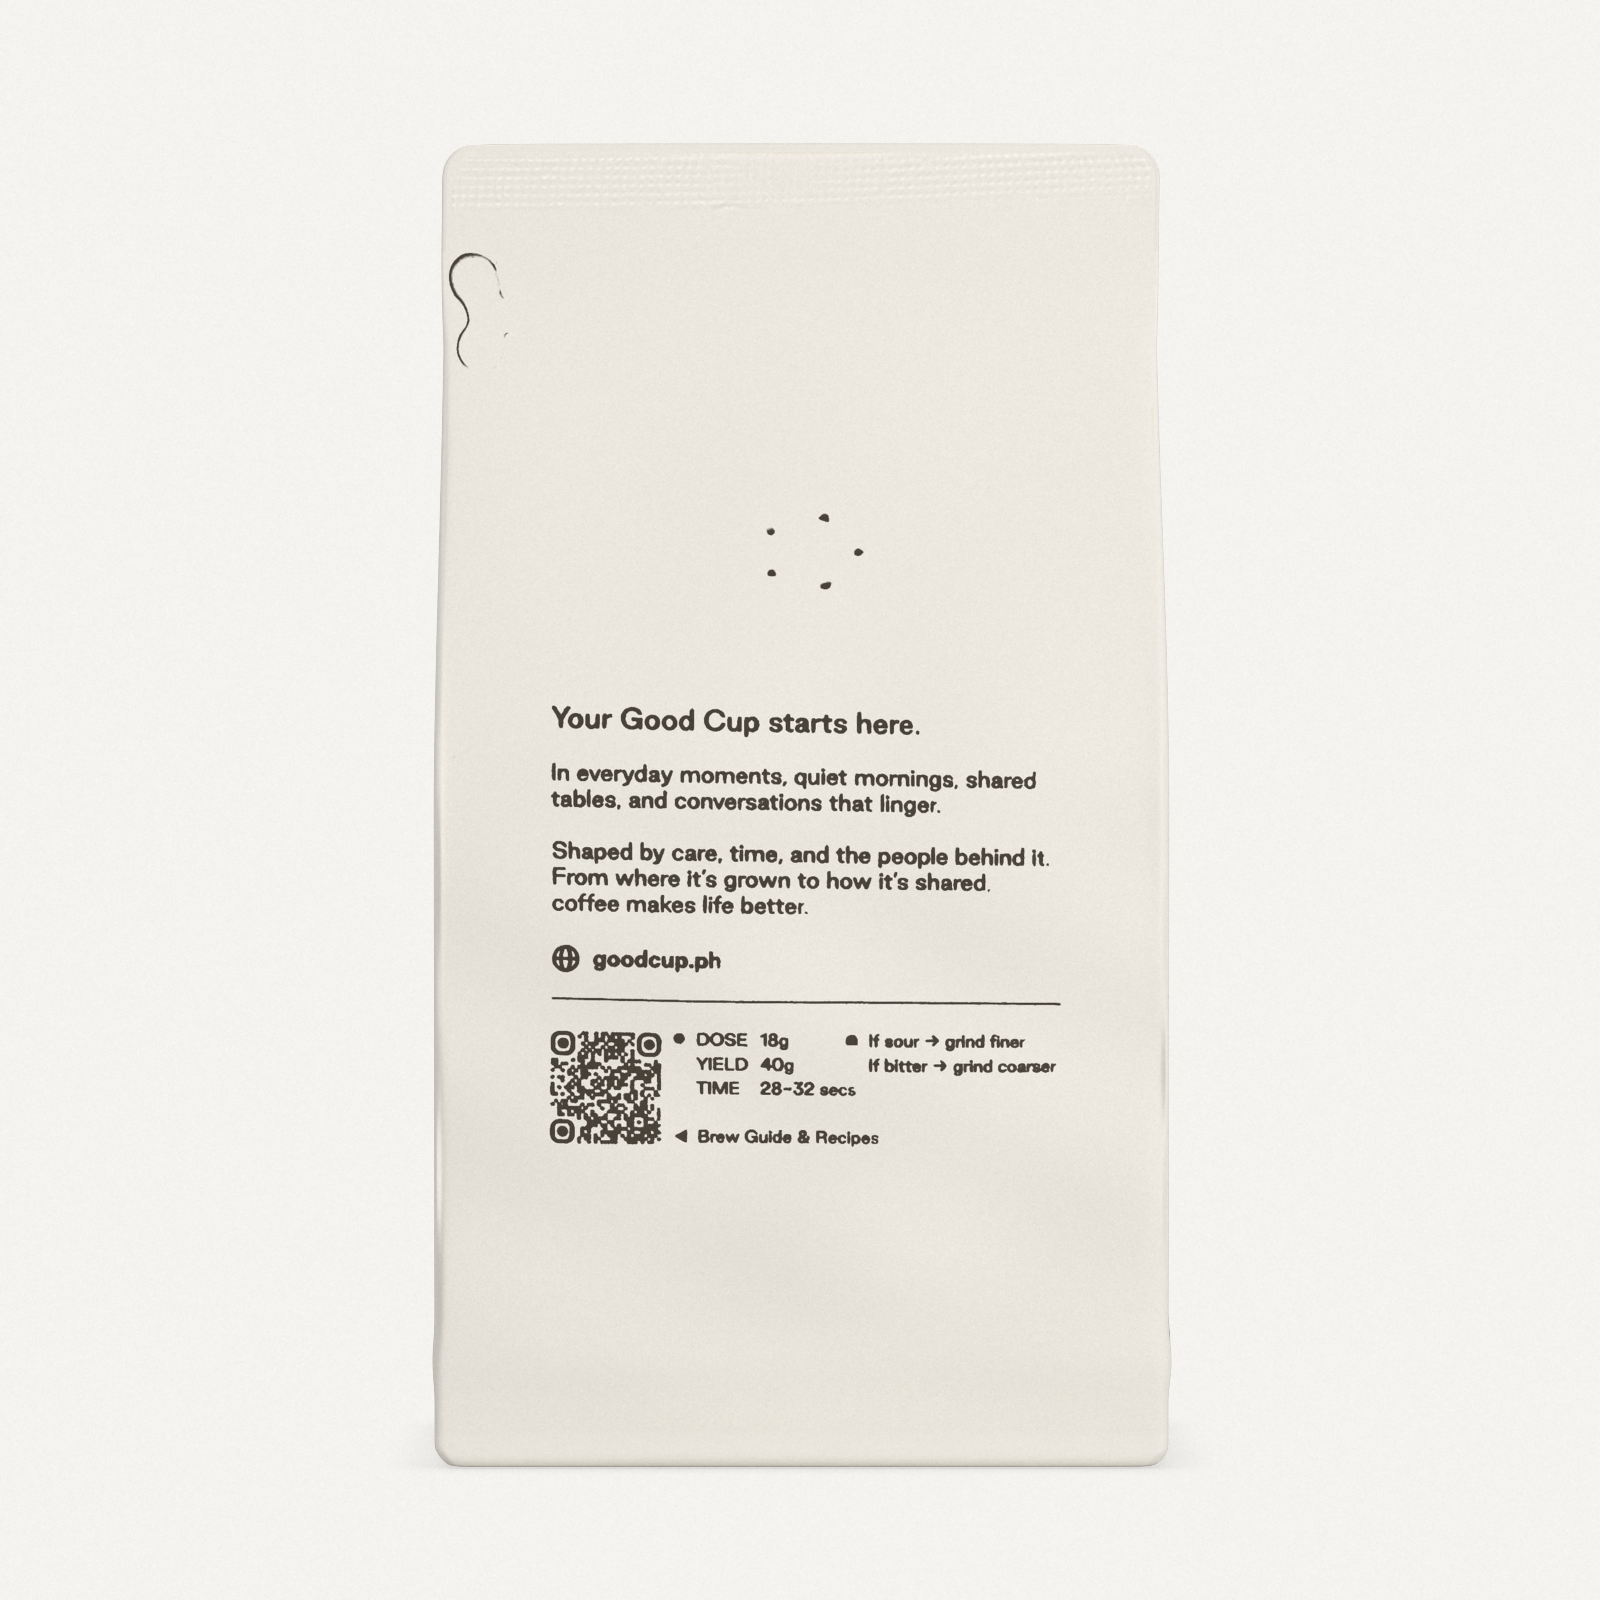 Your Good Cup starts here.
In everyday moments, quiet mornings, shared
tables, and conversations that linger.
Shaped by care, time, and the people behind it.
From where it's grown to how it's shared.
coffee makes life better.
goodcup.ph
DOSE 18g
YIELD 40g
TIME 28-32 secs
If sour → grind finer
If bitter → grind coarser
◀ Brew Guide & Recipes